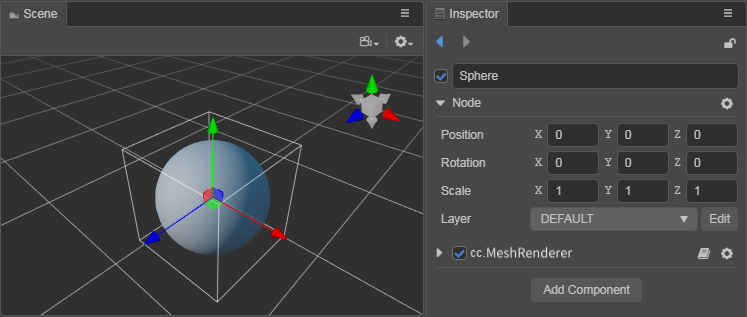 Scene
Inspector
Sphere
Node
Position X 0 Y 0 Z 0
Rotation X 0 Y 0 Z 0
Scale X 1 Y 1 Z 1
Layer DEFAULT Edit
cc.MeshRenderer
Add Component